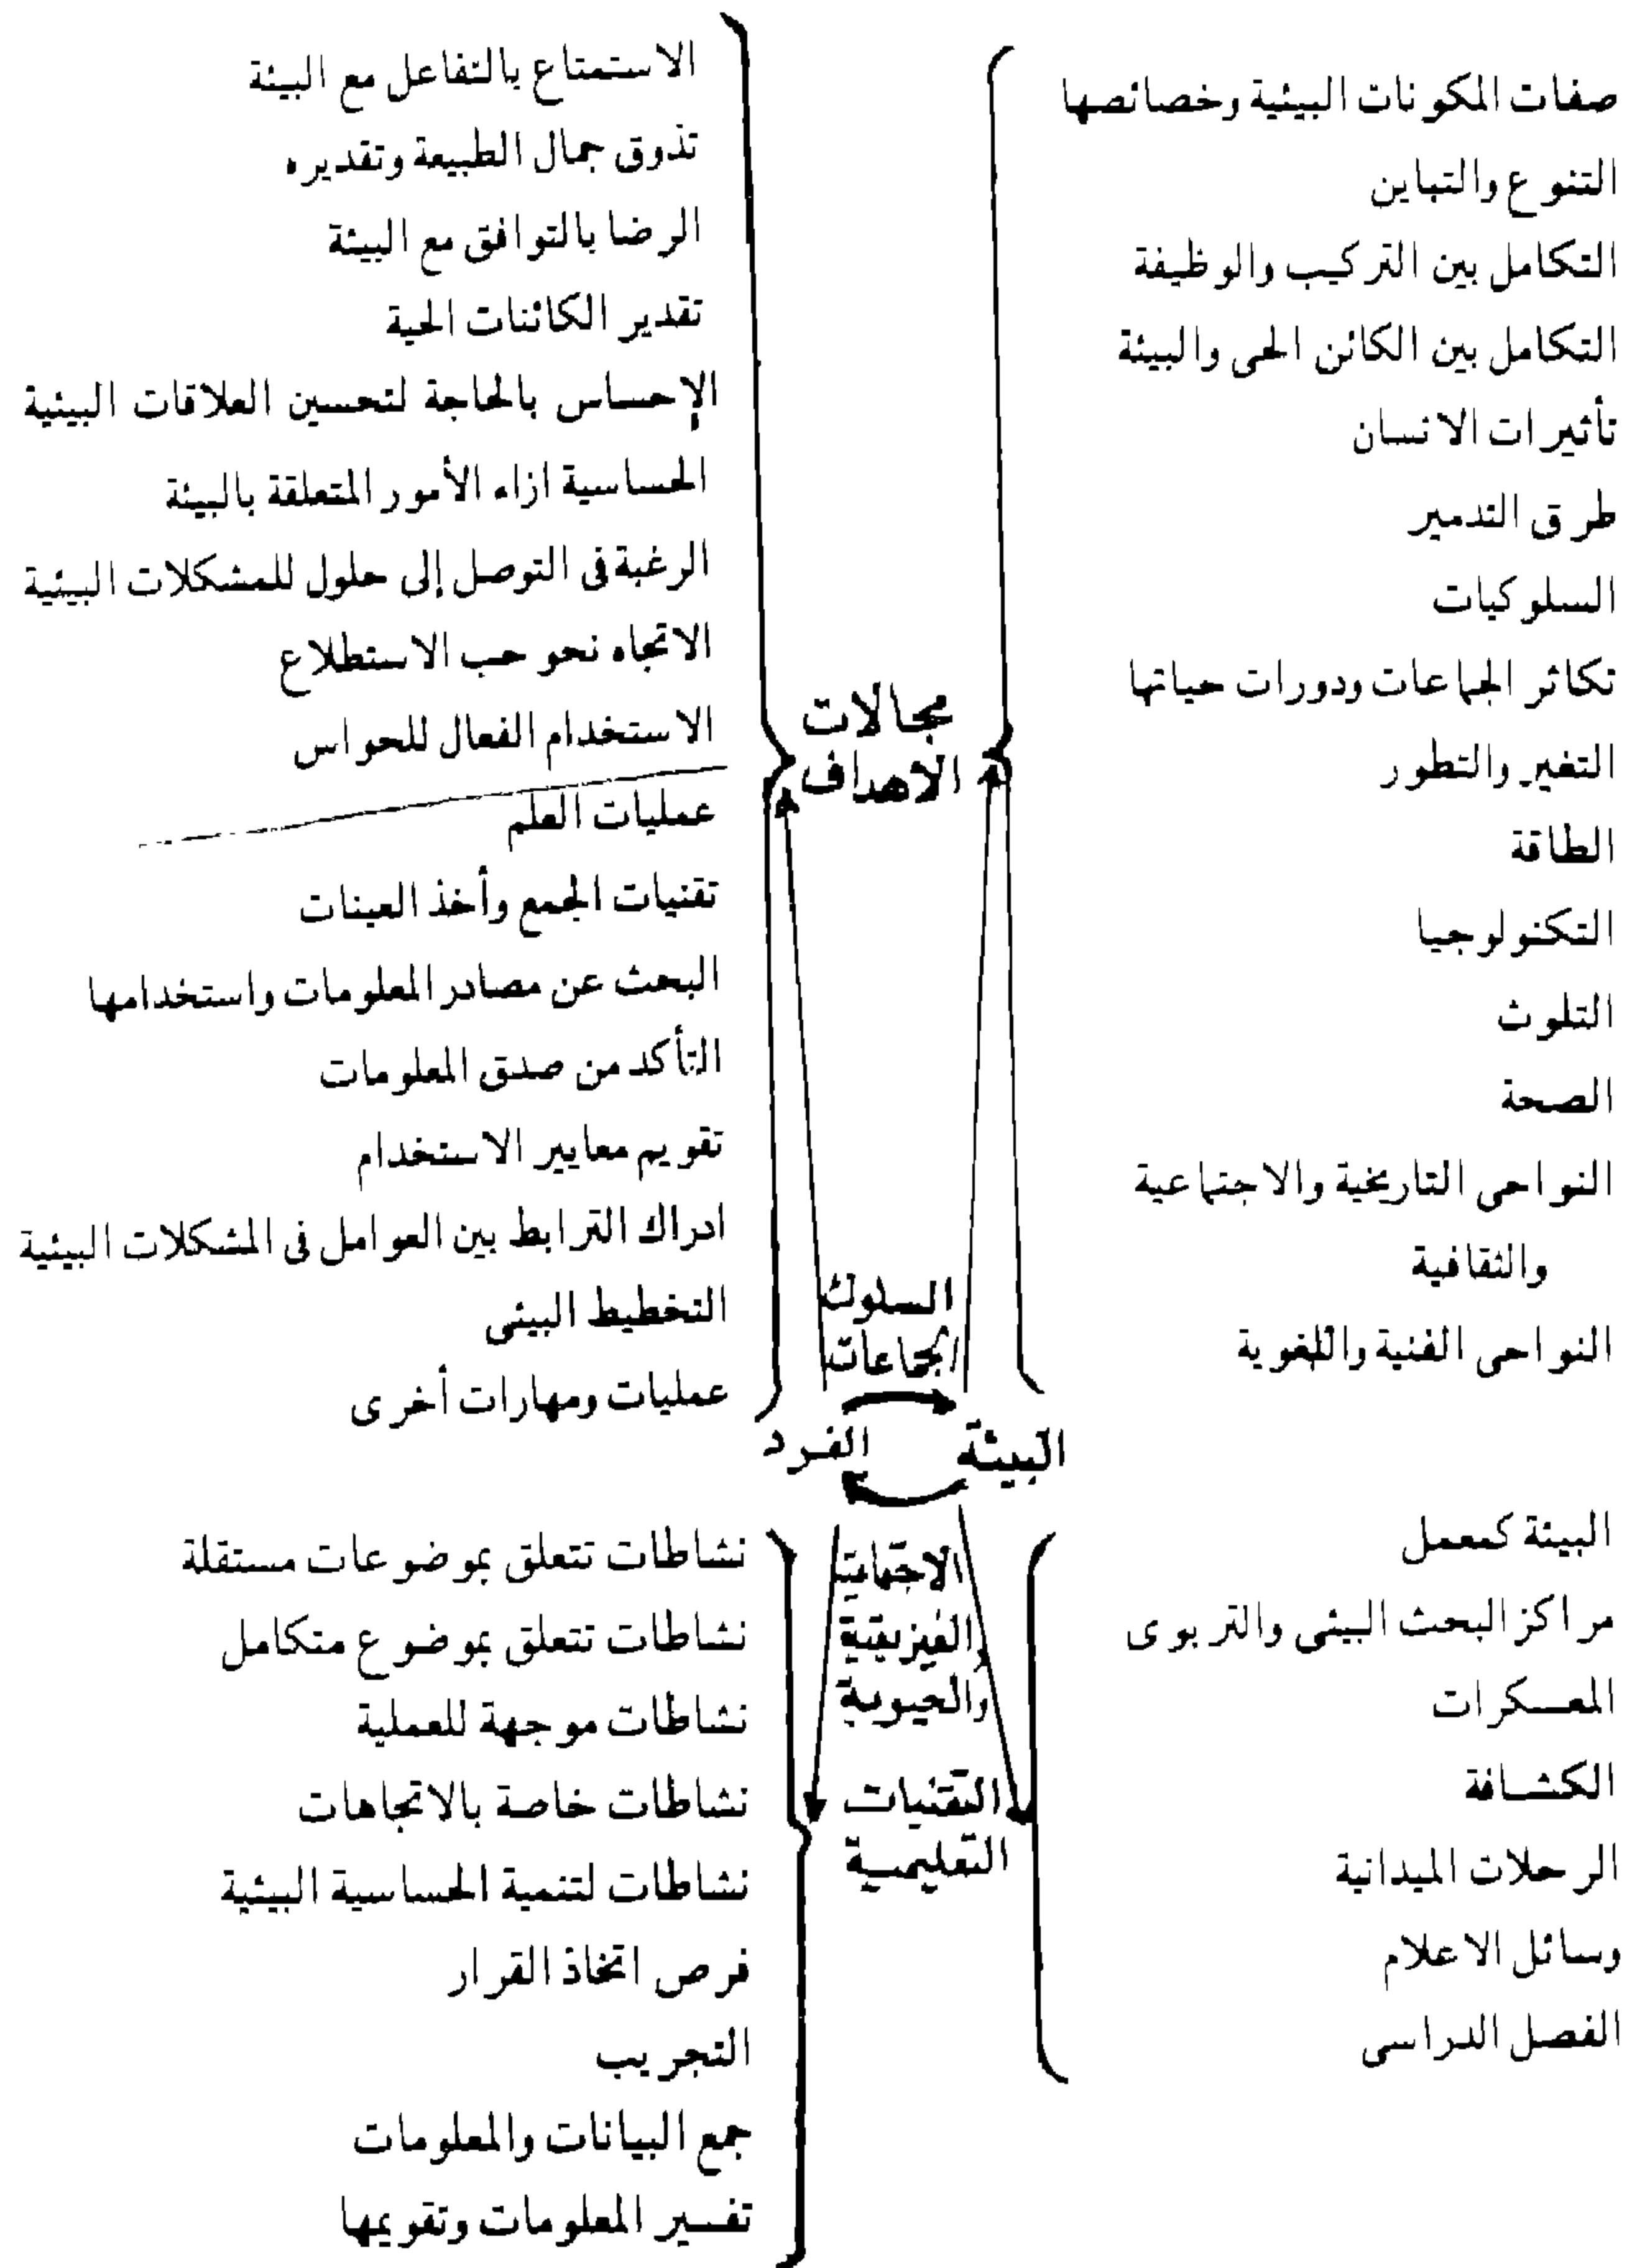 صفات المكونات البيئية وخصائصها
التنوع والتباين
التكامل بين التركيب والوظيفة
التكامل بين الكائن الحى والبيئة
تأثيرات الانسان
طرق التدمير
السلوكيات
تكاثر الجماعات ودورات حياتها
التغير والتطور
الطاقة
التكنولوجيا
التلوث
الصحة
النواحى التاريخية والاجتماعية
والثقافية
النواحى الفنية واللغوية
مجالات
الاهداف
الاستمتاع بالتفاعل مع البيئة
تذوق جمال الطبيعة وتقديره
الرضا بالتوافق مع البيئة
تقدير الكائنات الحية
الإحساس بالحاجة لتحسين العلاقات البيئية
الحساسية ازاء الأمور المتعلقة بالبيئة
الرغبة فى التوصل إلى حلول للمشكلات البيئية
الاتجاه نحو حب الاستطلاع
الاستخدام الفعال للحواس
عمليات العلم
تقنيات الجمع وأخذ العينات
البحث عن مصادر المعلومات واستخدامها
التأكد من صدق المعلومات
تقويم معايير الاستخدام
ادراك الترابط بين العوامل فى المشكلات البيئية
التخطيط البيئى
عمليات ومهارات أخرى
السلوك
الجماعات
البيئة
الفرد
الاجتماعية
والفيزيقية
والحيوية
التقنيات
التعليمية
البيئة كمعمل
مراكز البحث البيئى والتربوى
المعسكرات
الكشافة
الرحلات الميدانية
وسائل الاعلام
الفصل الدراسى
نشاطات تتعلق بموضوعات مستقلة
نشاطات تتعلق بموضوع متكامل
نشاطات موجهة للعملية
نشاطات خاصة بالاتجاهات
نشاطات لتنمية الحساسية البيئية
فرص اتخاذ القرار
التجريب
جمع البيانات والمعلومات
تفسير المعلومات وتقويمها